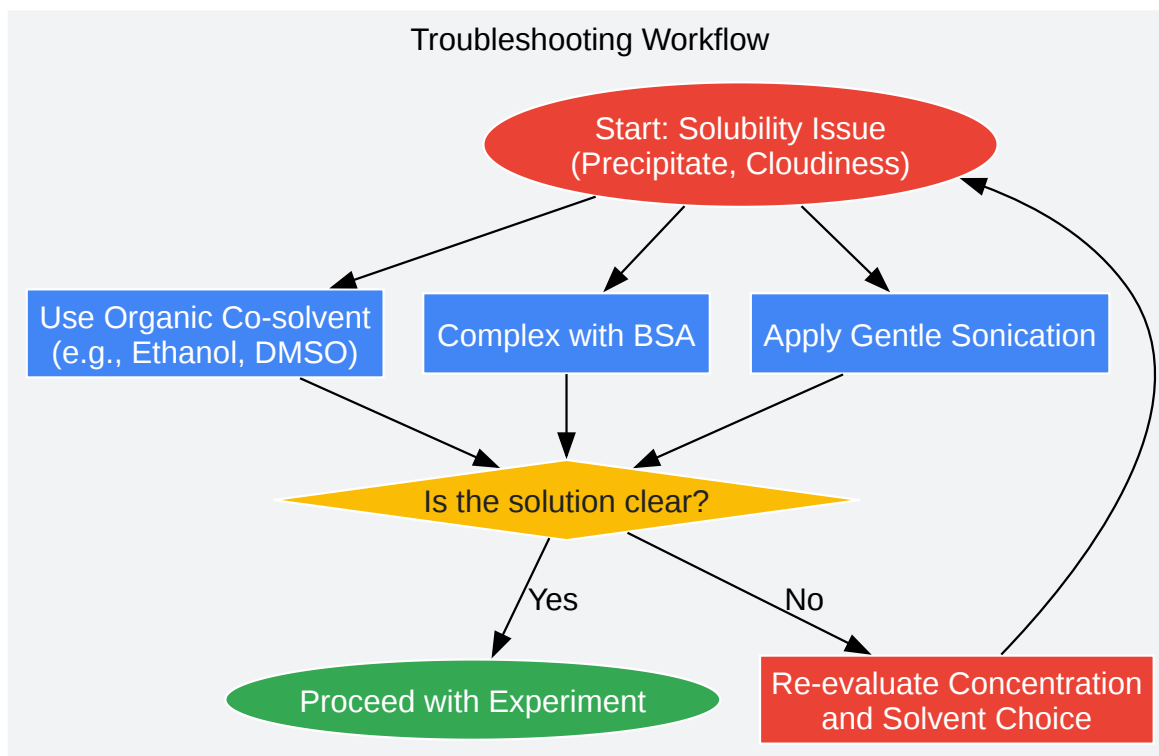 Troubleshooting Workflow
Start: Solubility Issue
(Precipitate, Cloudiness)
Use Organic Co-solvent
(e.g., Ethanol, DMSO)
Complex with BSA
Apply Gentle Sonication
Is the solution clear?
Yes
No
Proceed with Experiment
Re-evaluate Concentration
and Solvent Choice